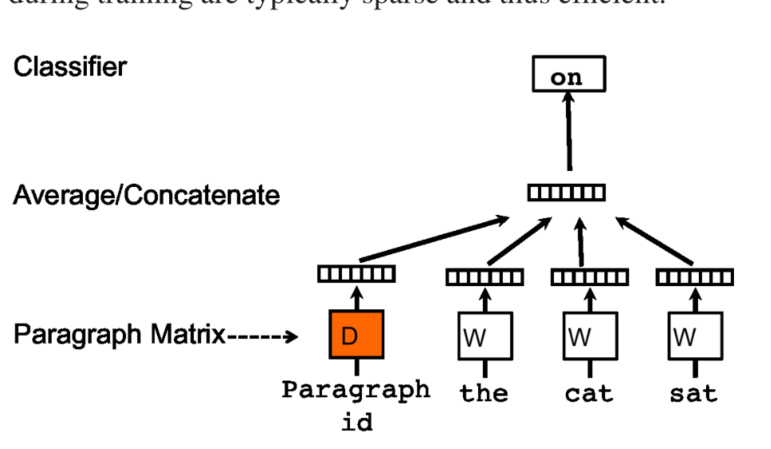 during training are typically sparse and thus efficient.
Classifier
on
Average/Concatenate
Paragraph Matrix----->
D
W
W
W
Paragraph
id
the
cat
sat